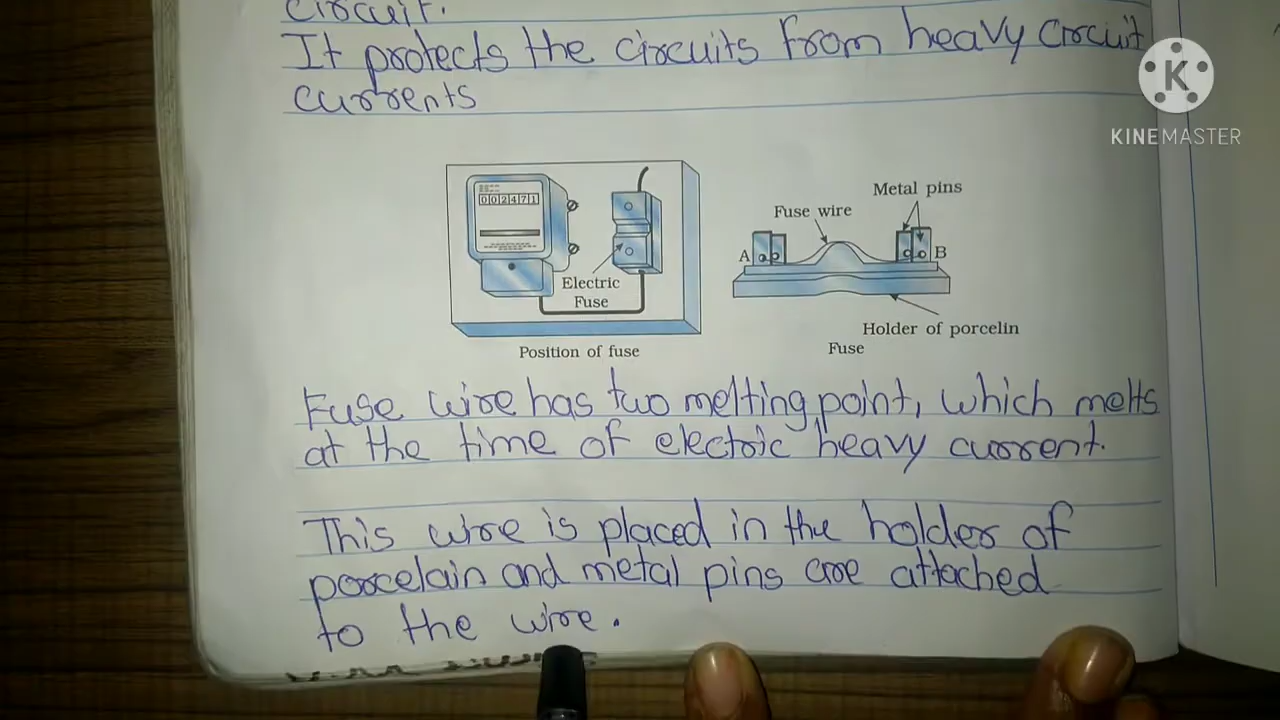 Circuit.
It protects the circuits from heavy circuit
currents
KINEMASTER
002471
Electric
Fuse
Position of fuse
Metal pins
Fuse wire
A
B
Holder of porcelin
Fuse
Fuse wire has two melting point, which melts
at the time of electric heavy current.
This wire is placed in the holder of
porcelain and metal pins are attached
to the wire.